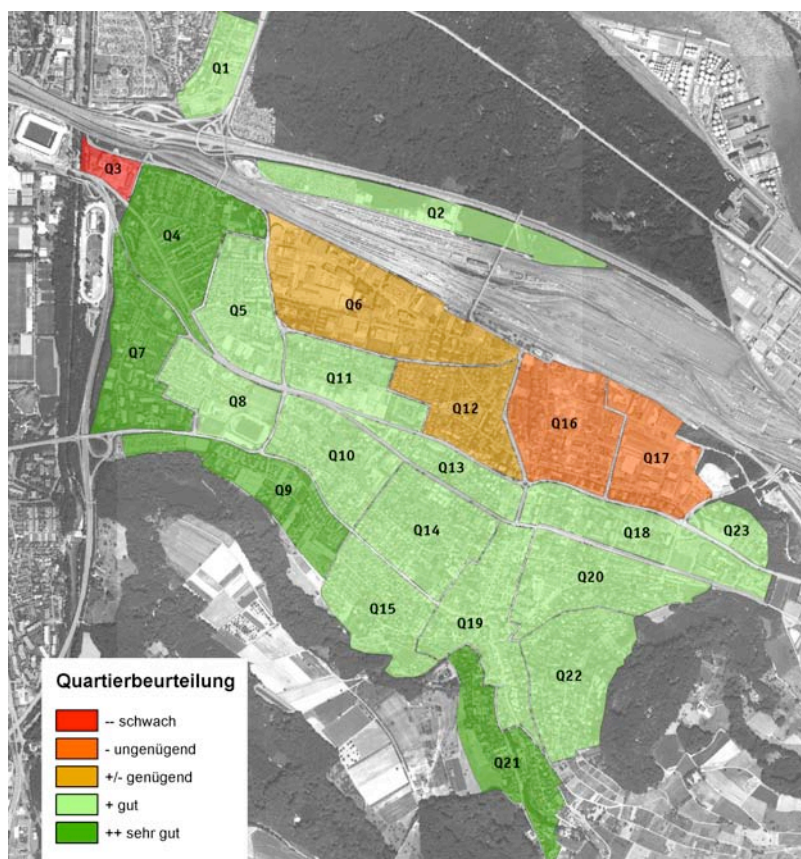 Q1
Q3
Q2
Q4
Q6
Q5
Q7
Q11
Q8
Q12
Q16
Q10
Q17
Q13
Q9
Q14
Q18
Q23
Q20
Q15
Q19
Q22
Q21
Quartierbeurteilung
-- schwach
- ungenügend
+/- genügend
+ gut
++ sehr gut